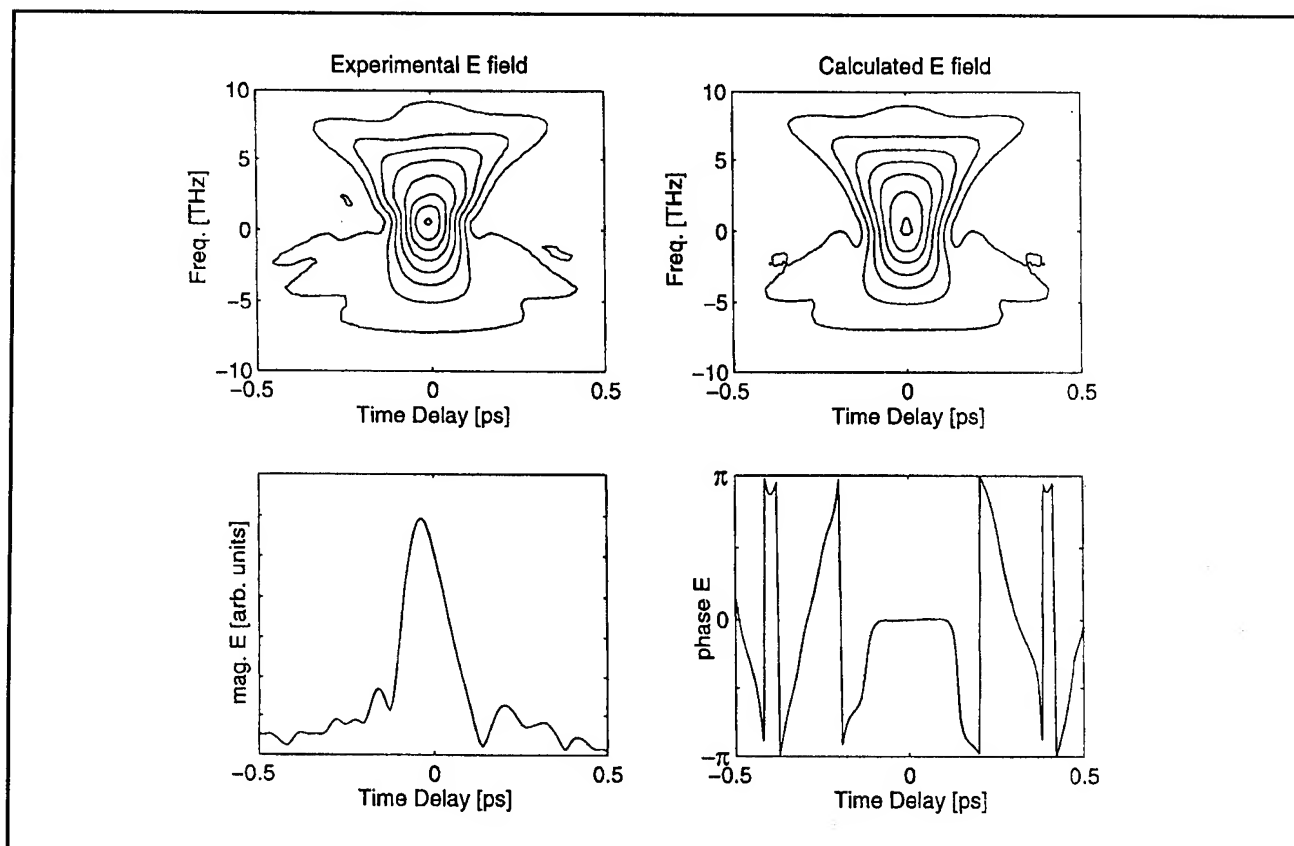 Experimental E field
Calculated E field
Freq. [THz]
10
5
0
−5
−10
−0.5
0
0.5
Time Delay [ps]
Freq. [THz]
10
5
0
−5
−10
−0.5
0
0.5
Time Delay [ps]
mag. E [arb. units]
−0.5
0
0.5
Time Delay [ps]
phase E
π
0
−π
−0.5
0
0.5
Time Delay [ps]